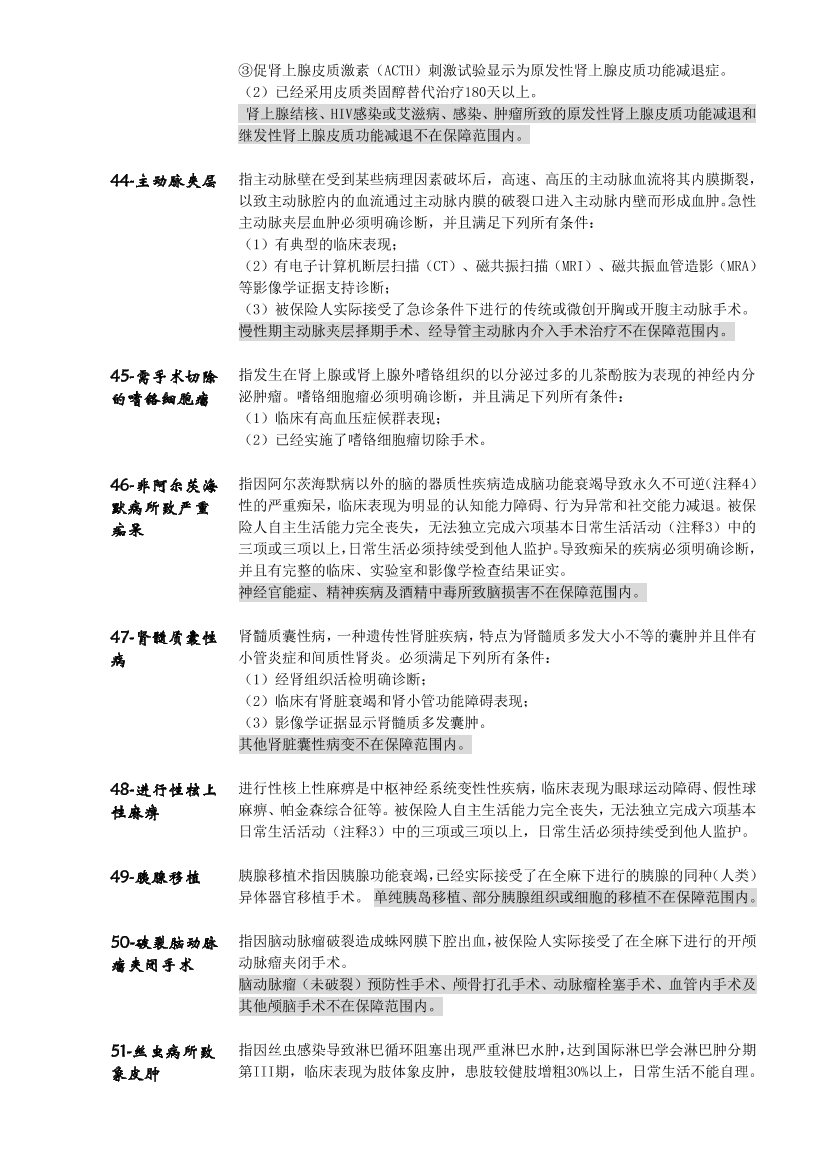 ③促肾上腺皮质激素（ACTH）刺激试验显示为原发性肾上腺皮质功能减退症。
（2）已经采用皮质类固醇替代治疗180天以上。
肾上腺结核、HIV感染或艾滋病、感染、肿瘤所致的原发性肾上腺皮质功能减退和
继发性肾上腺皮质功能减退不在保障范围内。
44-主动脉夹层
指主动脉壁在受到某些病理因素破坏后，高速、高压的主动脉血流将其内膜撕裂，
以致主动脉腔内的血流通过主动脉内膜的破裂口进入主动脉内壁而形成血肿。急性
主动脉夹层血肿必须明确诊断，并且满足下列所有条件：
（1）有典型的临床表现；
（2）有电子计算机断层扫描（CT）、磁共振扫描（MRI）、磁共振血管造影（MRA）
等影像学证据支持诊断；
（3）被保险人实际接受了急诊条件下进行的传统或微创开胸或开腹主动脉手术。
慢性期主动脉夹层择期手术、经导管主动脉内介入手术治疗不在保障范围内。
45-需手术切除
的嗜铬细胞瘤
指发生在肾上腺或肾上腺外嗜铬组织的以分泌过多的儿茶酚胺为表现的神经内分
泌肿瘤。嗜铬细胞瘤必须明确诊断，并且满足下列所有条件：
（1）临床有高血压症候群表现；
（2）已经实施了嗜铬细胞瘤切除手术。
46-非阿尔茨海
默病所致严重
痴呆
指因阿尔茨海默病以外的脑的器质性疾病造成脑功能衰竭导致永久不可逆（注释4）
性的严重痴呆，临床表现为明显的认知能力障碍、行为异常和社交能力减退。被保
险人自主生活能力完全丧失，无法独立完成六项基本日常生活活动（注释3）中的
三项或三项以上，日常生活必须持续受到他人监护。导致痴呆的疾病必须明确诊断，
并且有完整的临床、实验室和影像学检查结果证实。
神经官能症、精神疾病及酒精中毒所致脑损害不在保障范围内。
47-肾髓质囊性
病
肾髓质囊性病，一种遗传性肾脏疾病，特点为肾髓质多发大小不等的囊肿并且伴有
小管炎症和间质性肾炎。必须满足下列所有条件：
（1）经肾组织活检明确诊断；
（2）临床有肾脏衰竭和肾小管功能障碍表现；
（3）影像学证据显示肾髓质多发囊肿。
其他肾脏囊性病变不在保障范围内。
48-进行性核上
性麻痹
进行性核上性麻痹是中枢神经系统变性性疾病，临床表现为眼球运动障碍、假性球
麻痹、帕金森综合征等。被保险人自主生活能力完全丧失，无法独立完成六项基本
日常生活活动（注释3）中的三项或三项以上，日常生活必须持续受到他人监护。
49-胰腺移植
胰腺移植术指因胰腺功能衰竭，已经实际接受了在全麻下进行的胰腺的同种（人类）
异体器官移植手术。 单纯胰岛移植、部分胰腺组织或细胞的移植不在保障范围内。
50-破裂脑动脉
瘤夹闭手术
指因脑动脉瘤破裂造成蛛网膜下腔出血，被保险人实际接受了在全麻下进行的开颅
动脉瘤夹闭手术。
脑动脉瘤（未破裂）预防性手术、颅骨打孔手术、动脉瘤栓塞手术、血管内手术及
其他颅脑手术不在保障范围内。
51-丝虫病所致
象皮肿
指因丝虫感染导致淋巴循环阻塞出现严重淋巴水肿，达到国际淋巴学会淋巴肿分期
第III期，临床表现为肢体象皮肿，患肢较健肢增粗30%以上，日常生活不能自理。